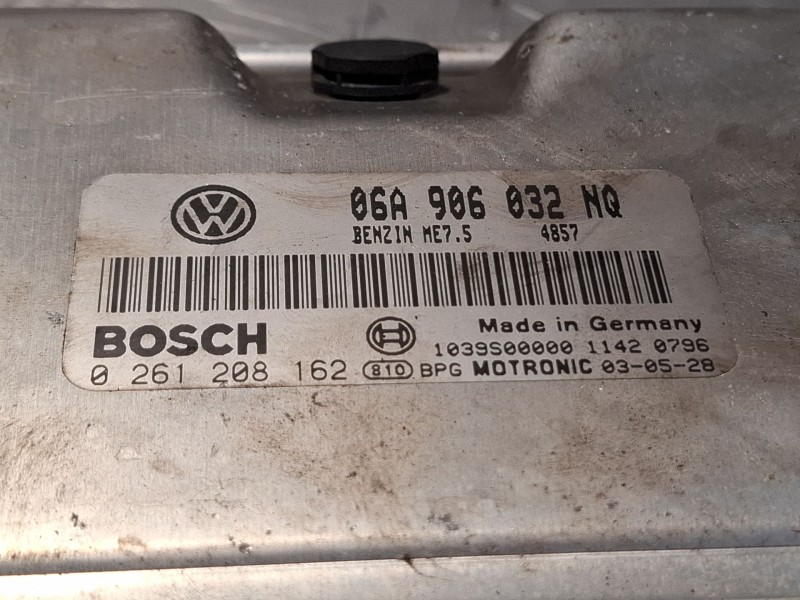 06A 906 032 NQ
BENZIN ME7.5 4857
BOSCH
Made in Germany
1039S00000 1142 0796
0 261 208 162 810 BPG MOTRONIC 03-05-28